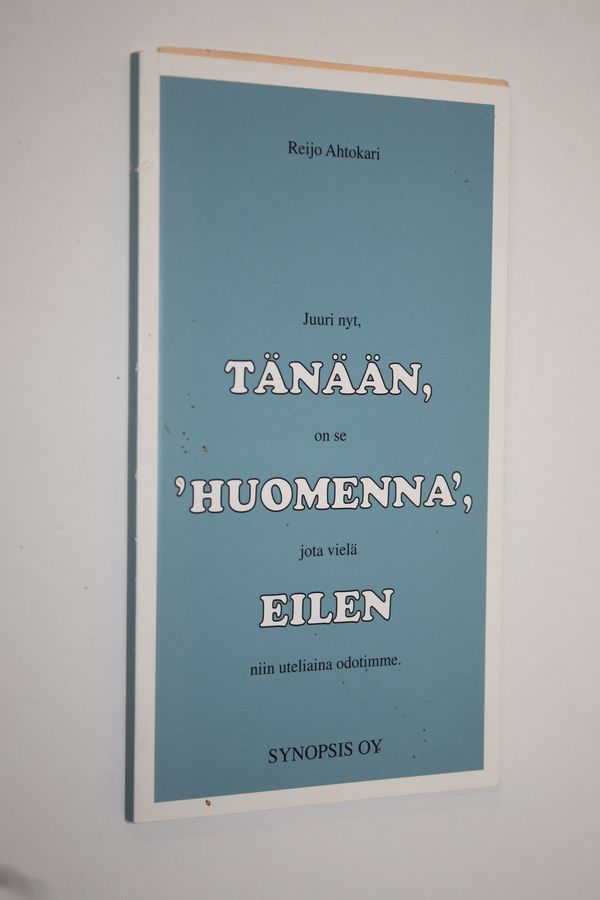 Reijo Ahtokari
Juuri nyt,
TÄNÄÄN,
on se
’HUOMENNA’,
jota vielä
EILEN
niin uteliaina odotimme.
SYNOPSIS OY